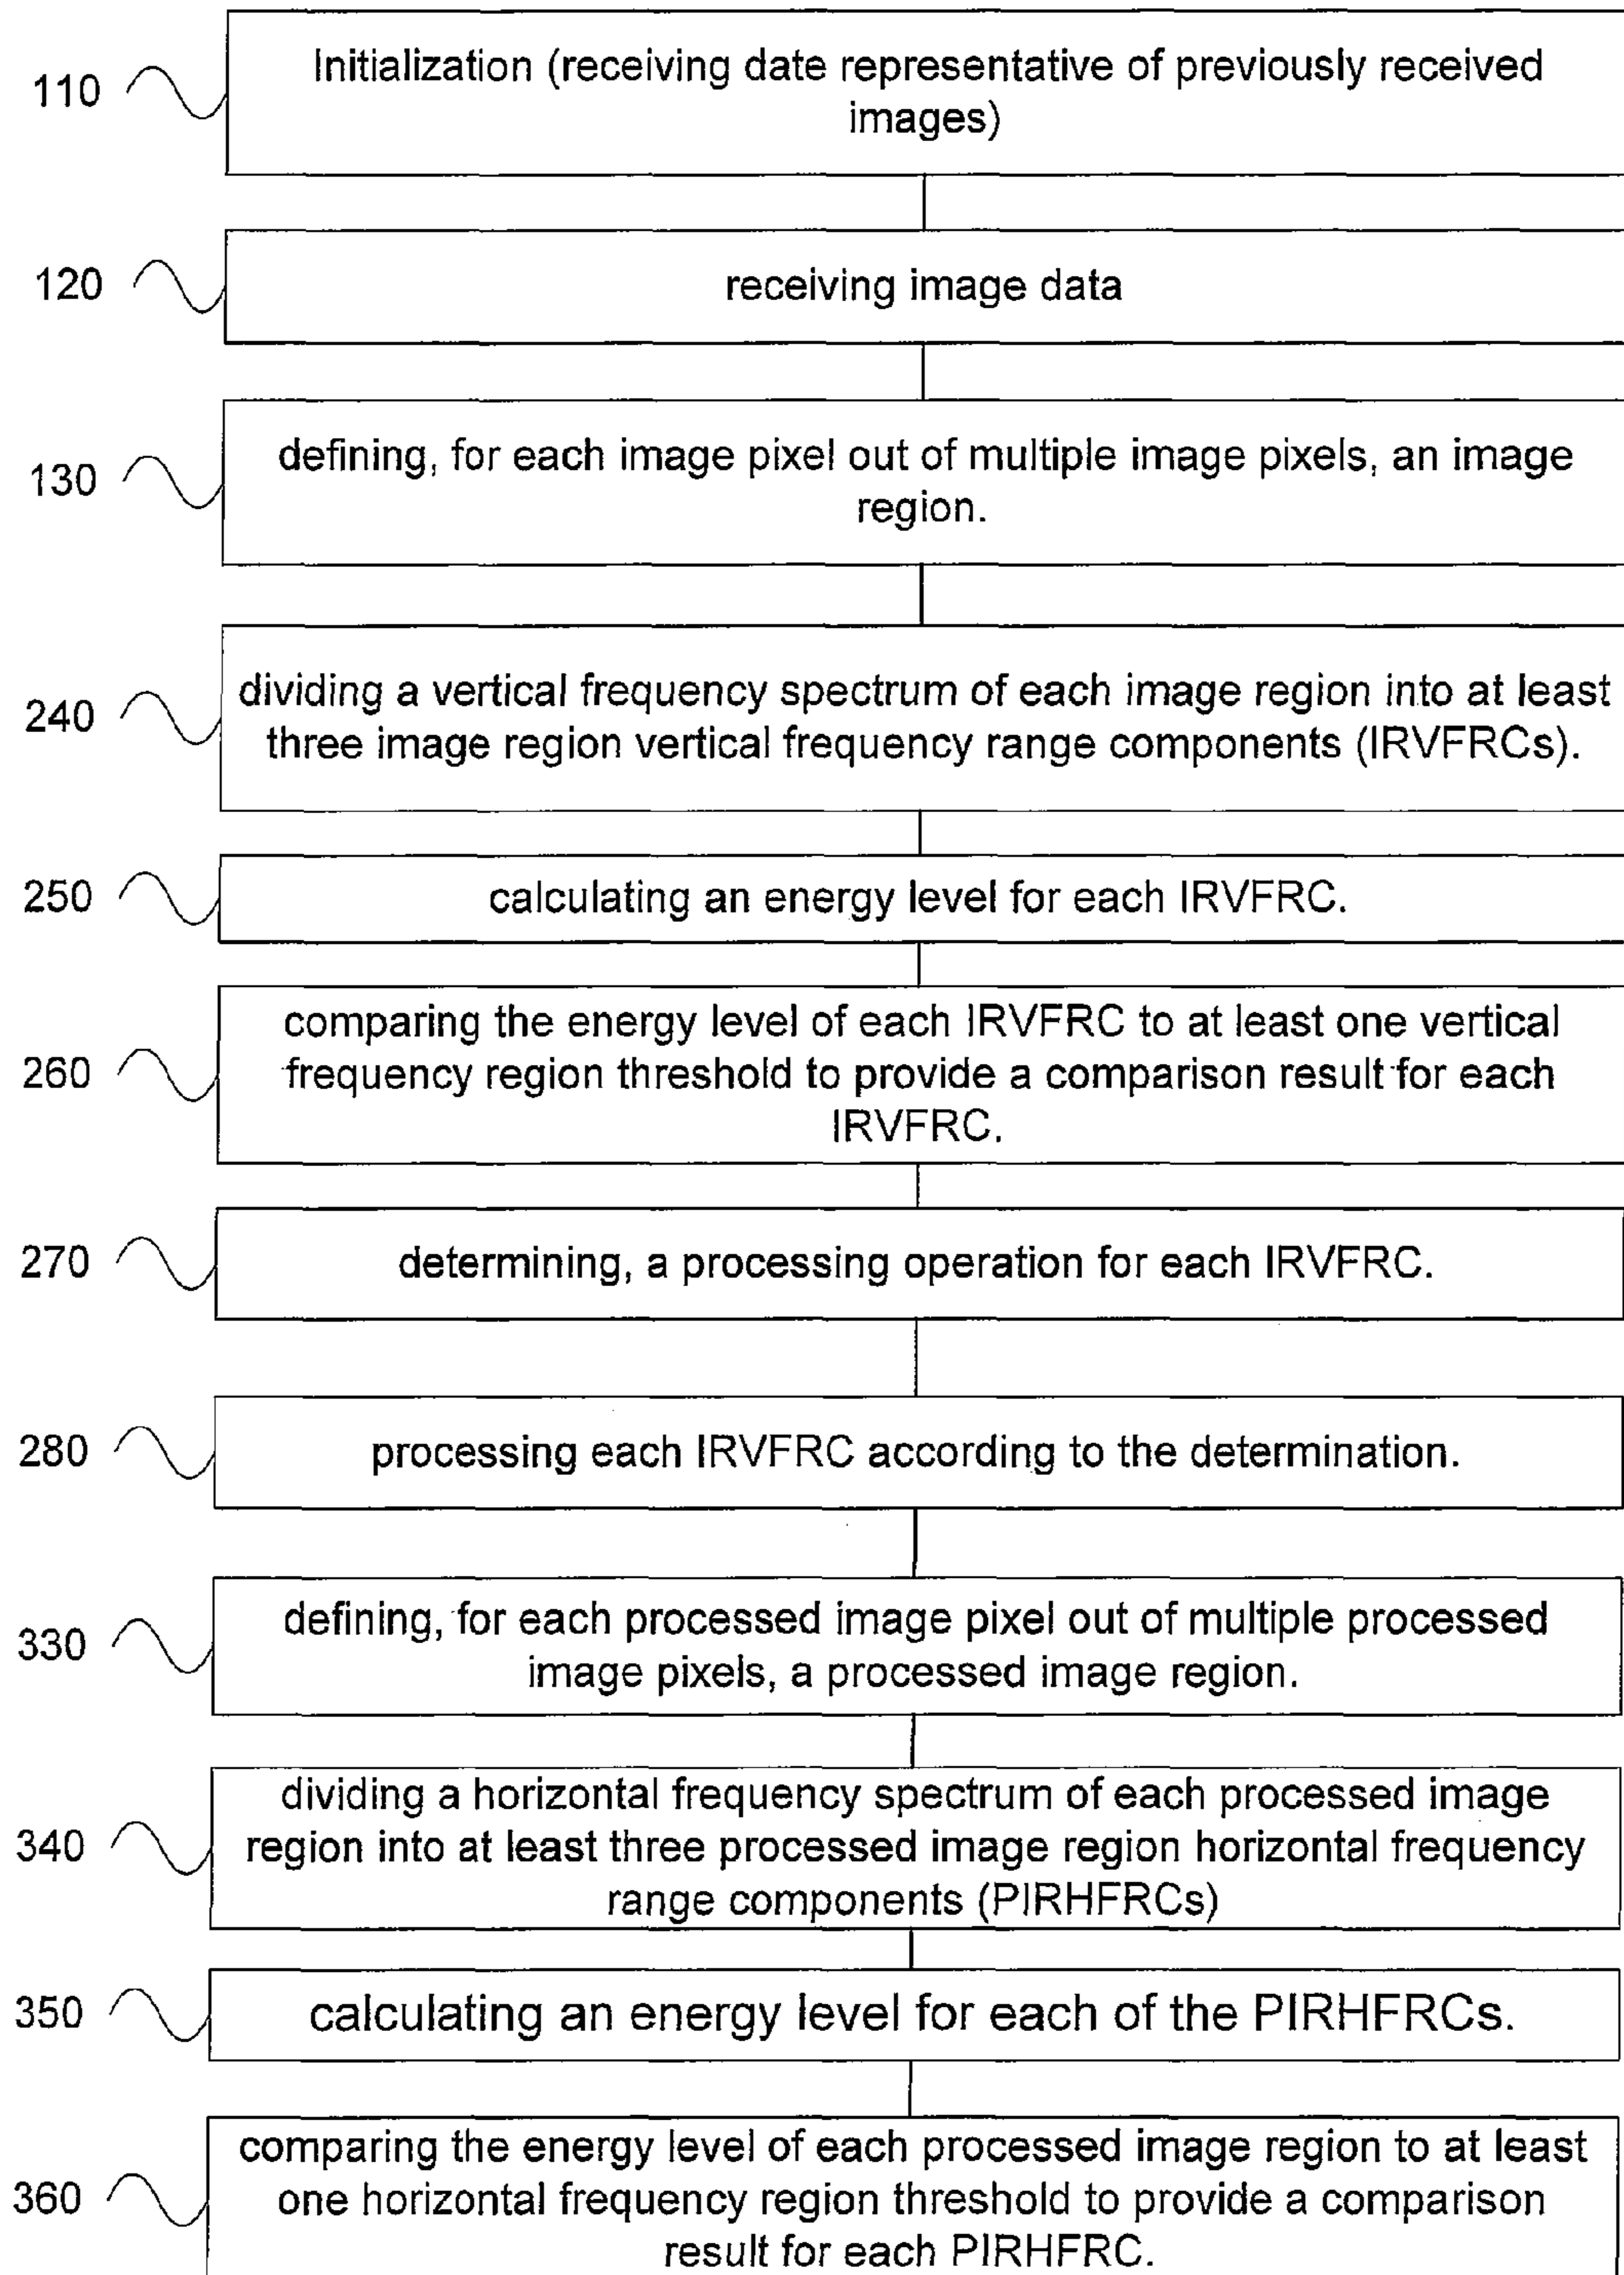 110
Initialization (receiving date representative of previously received
images)
120
receiving image data
130
defining, for each image pixel out of multiple image pixels, an image
region.
240
dividing a vertical frequency spectrum of each image region into at least
three image region vertical frequency range components (IRVFRCs).
250
calculating an energy level for each IRVFRC.
260
comparing the energy level of each IRVFRC to at least one vertical
frequency region threshold to provide a comparison result for each
IRVFRC.
270
determining, a processing operation for each IRVFRC.
280
processing each IRVFRC according to the determination.
330
defining, for each processed image pixel out of multiple processed
image pixels, a processed image region.
340
dividing a horizontal frequency spectrum of each processed image
region into at least three processed image region horizontal frequency
range components (PIRHFRCs)
350
calculating an energy level for each of the PIRHFRCs.
360
comparing the energy level of each processed image region to at least
one horizontal frequency region threshold to provide a comparison
result for each PIRHFRC.